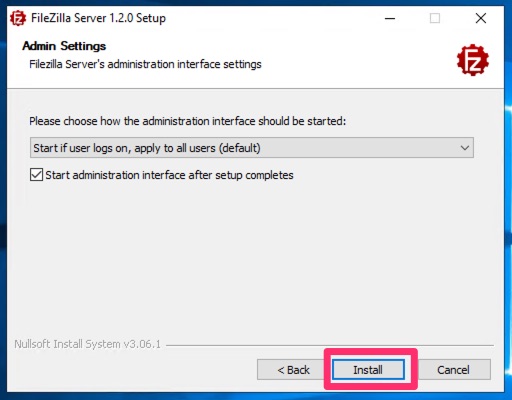 FileZilla Server 1.2.0 Setup
Admin Settings
Filezilla Server's administration interface settings
Fz
Please choose how the administration interface should be started:
Start if user logs on, apply to all users (default)
Start administration interface after setup completes
Nullsoft Install System v3.06.1
< Back
Install
Cancel